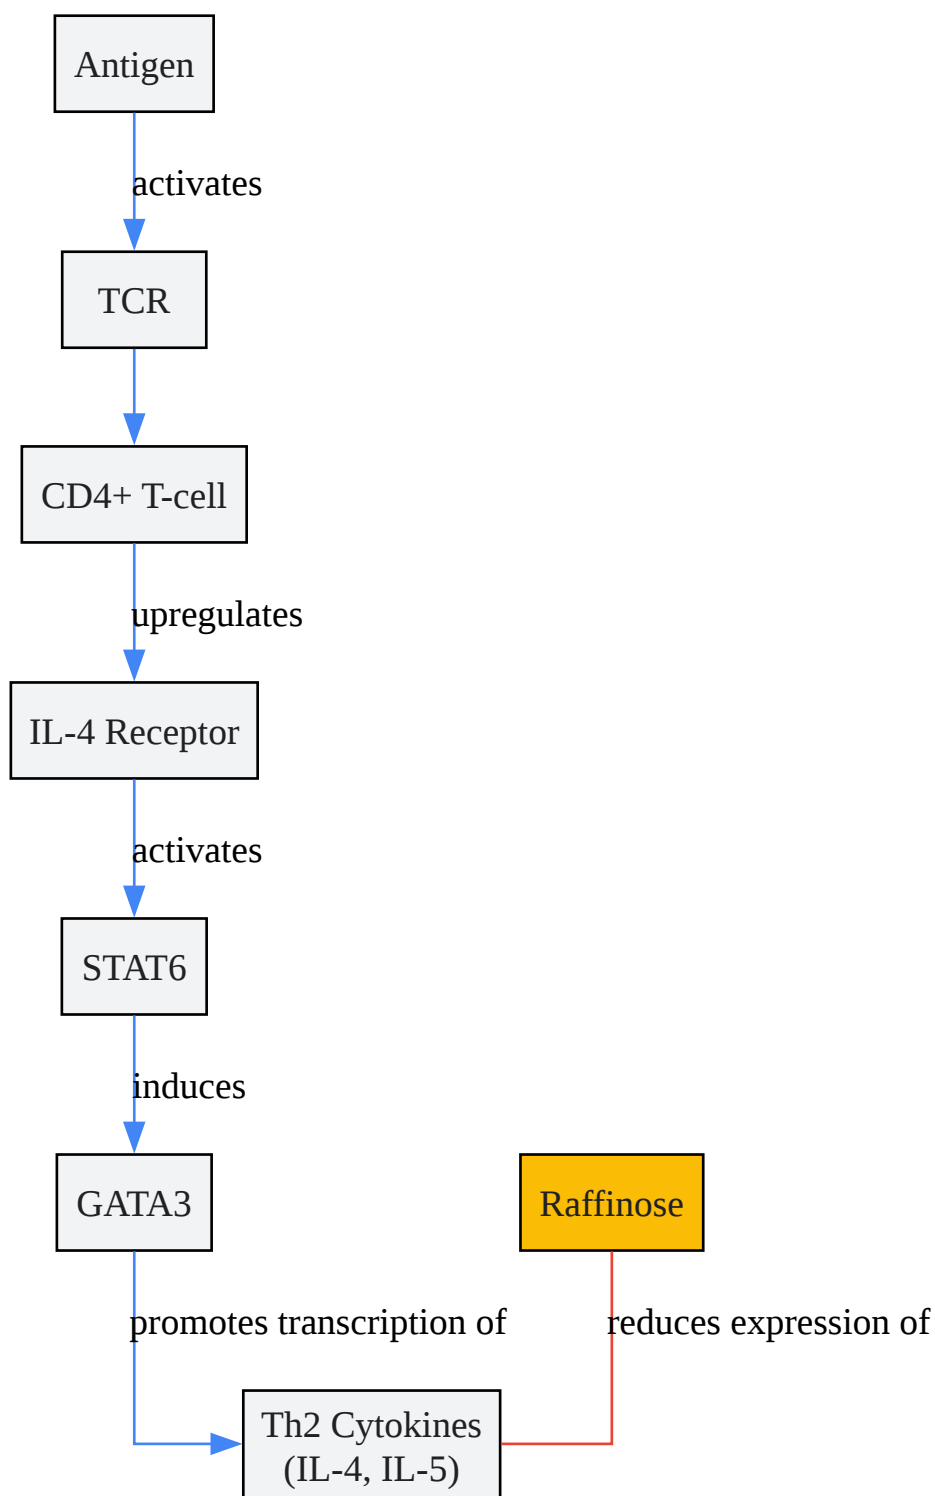 Antigen
activates
TCR
CD4+ T-cell
upregulates
IL-4 Receptor
activates
STAT6
induces
GATA3
Raffinose
promotes transcription of
reduces expression of
Th2 Cytokines
(IL-4, IL-5)